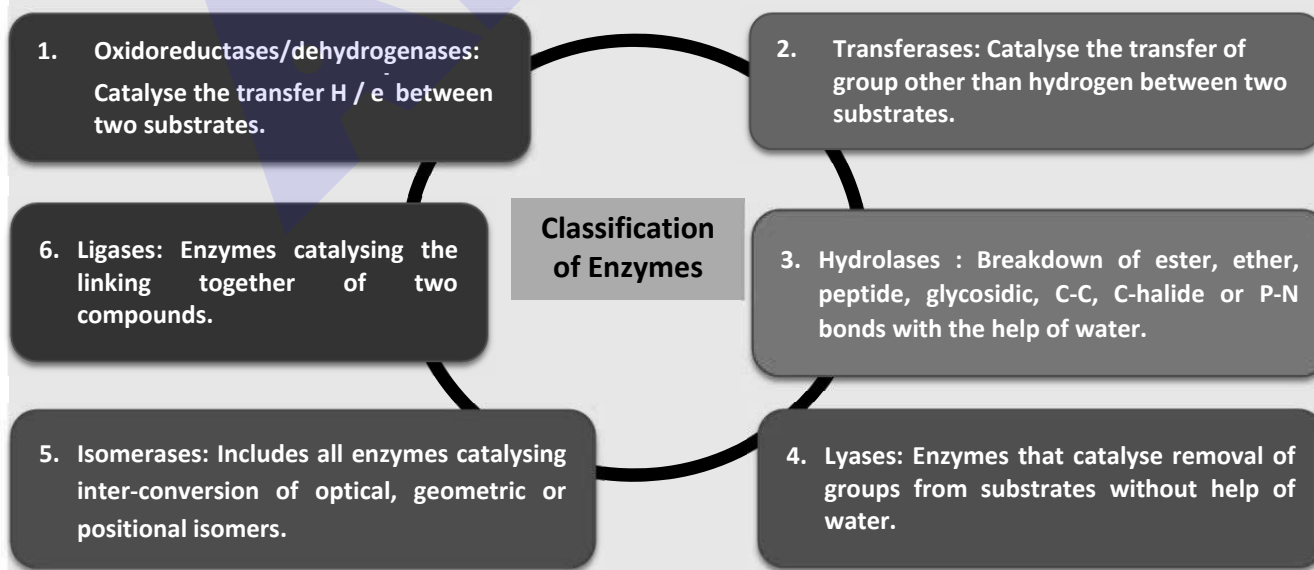 1. Oxidoreductases/dehydrogenases:
Catalyse the transfer H / e⁻ between
two substrates.
2. Transferases: Catalyse the transfer of
group other than hydrogen between two
substrates.
Classification
of Enzymes
3. Hydrolases : Breakdown of ester, ether,
peptide, glycosidic, C-C, C-halide or P-N
bonds with the help of water.
4. Lyases: Enzymes that catalyse removal of
groups from substrates without help of
water.
5. Isomerases: Includes all enzymes catalysing
inter-conversion of optical, geometric or
positional isomers.
6. Ligases: Enzymes catalysing the
linking together of two
compounds.